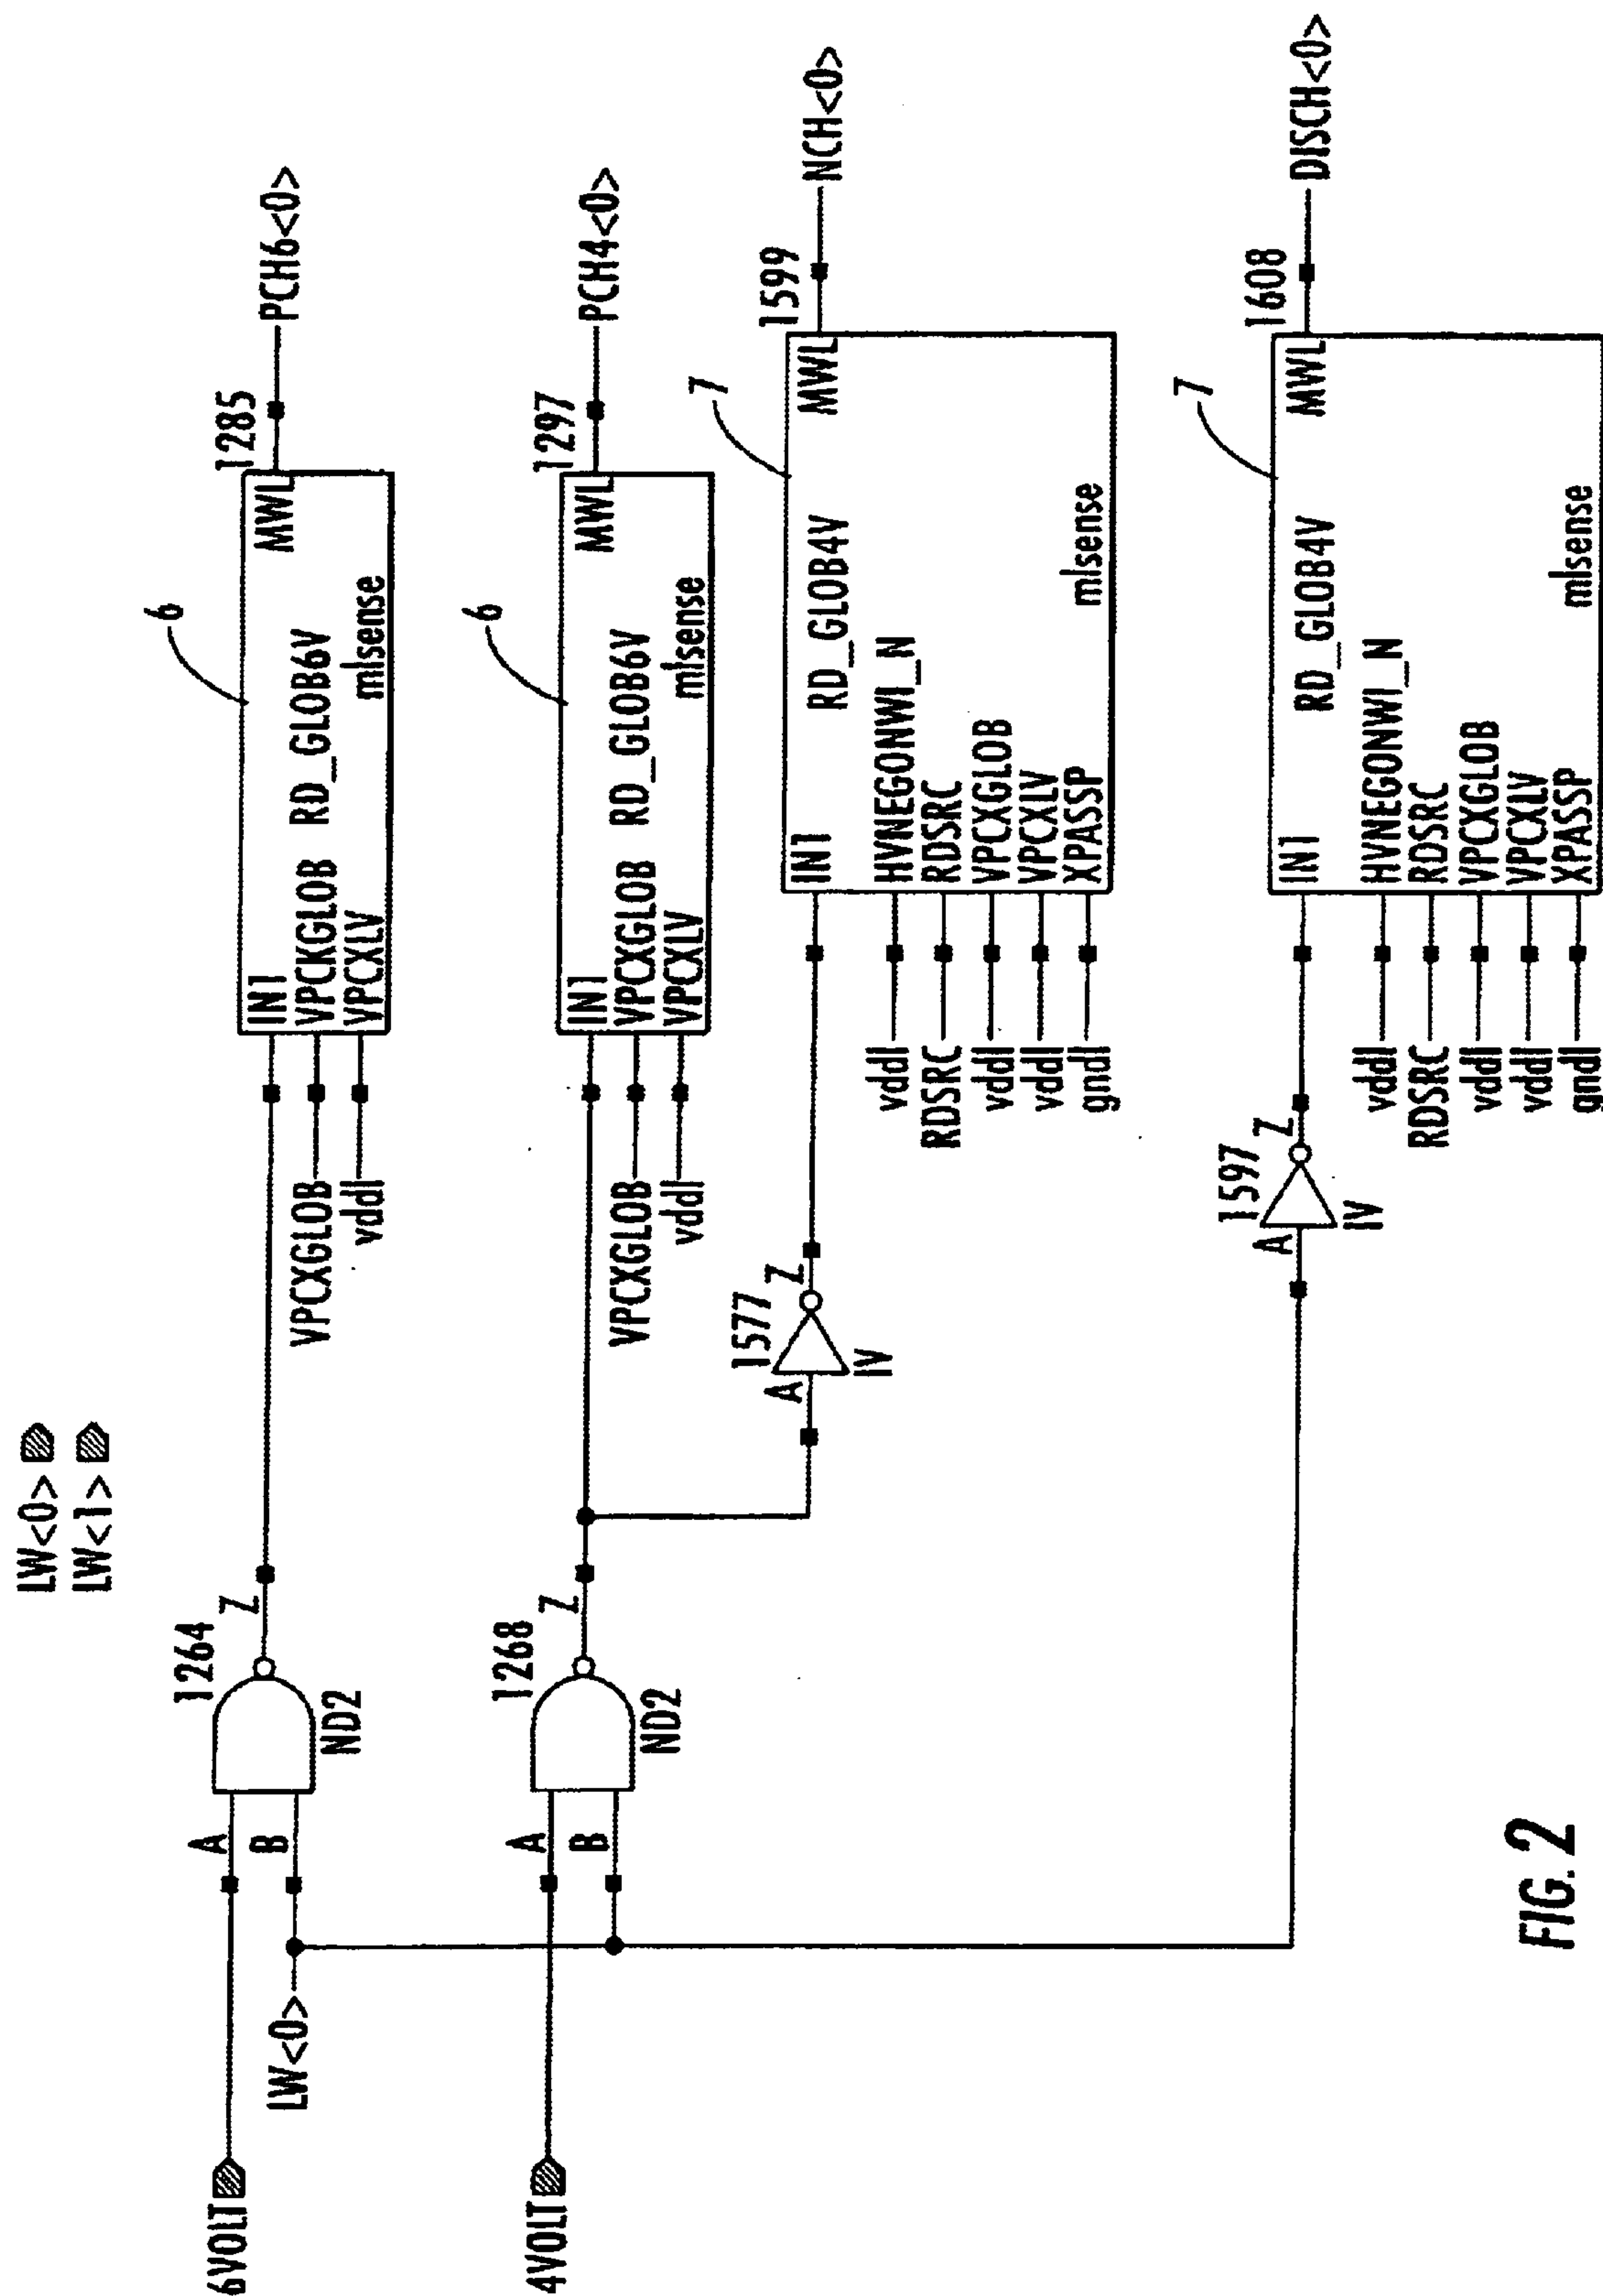 LW<0>
LW<1>
6VOLT
A
B
LW<0>
1264
Z
ND2
VPCXGLOB
vddl
6
1285
IN1
VPCKGLOB
VPCXLV
RD_GLOB6V
MWL
mlsense
PCH6<0>
4VOLT
A
B
1268
Z
ND2
VPCXGLOB
vddl
6
1297
IN1
VPCXGLOB
VPCXLV
RD_GLOB6V
MWL
mlsense
PCH4<0>
1577
A
Z
IV
vddl
RDSRC
vddl
vddl
gndl
7
1599
IN1
HVNEGONWI_N
RDSRC
VPCXGLOB
VPCXLV
XPASSP
RD_GLOB4V
MWL
mlsense
NCH<0>
1597
A
Z
IV
vddl
RDSRC
vddl
vddl
gndl
7
1608
IN1
HVNEGONWI_N
RDSRC
VPCXGLOB
VPCXLV
XPASSP
RD_GLOB4V
MWL
mlsense
DISCH<0>
FIG. 2